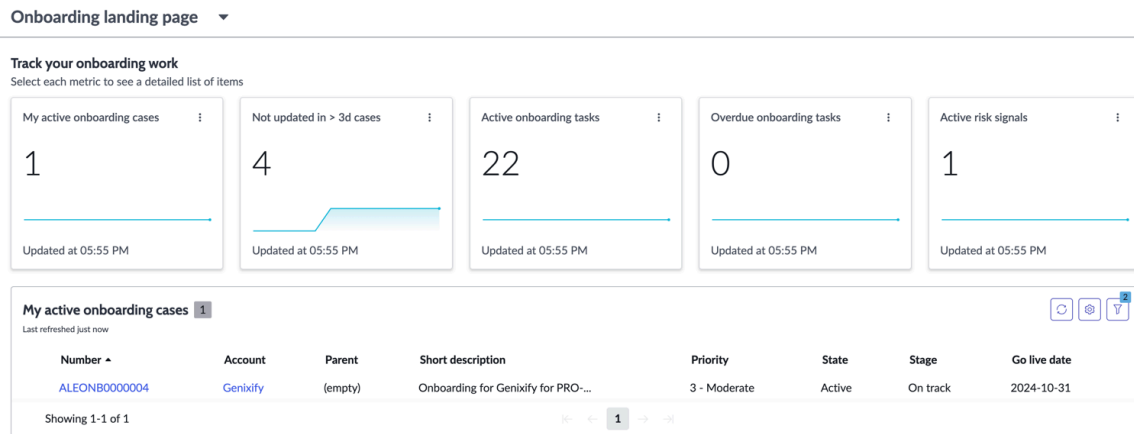 Onboarding landing page
Track your onboarding work
Select each metric to see a detailed list of items
My active onboarding cases
1
Updated at 05:55 PM
Not updated in > 3d cases
4
Updated at 05:55 PM
Active onboarding tasks
22
Updated at 05:55 PM
Overdue onboarding tasks
0
Updated at 05:55 PM
Active risk signals
1
Updated at 05:55 PM
My active onboarding cases 1
2
Last refreshed just now
Number Account Parent Short description Priority State Stage Go live date
ALEONB0000004 Genixify (empty) Onboarding for Genixify for PRO-... 3 - Moderate Active On track 2024-10-31
Showing 1-1 of 1 1